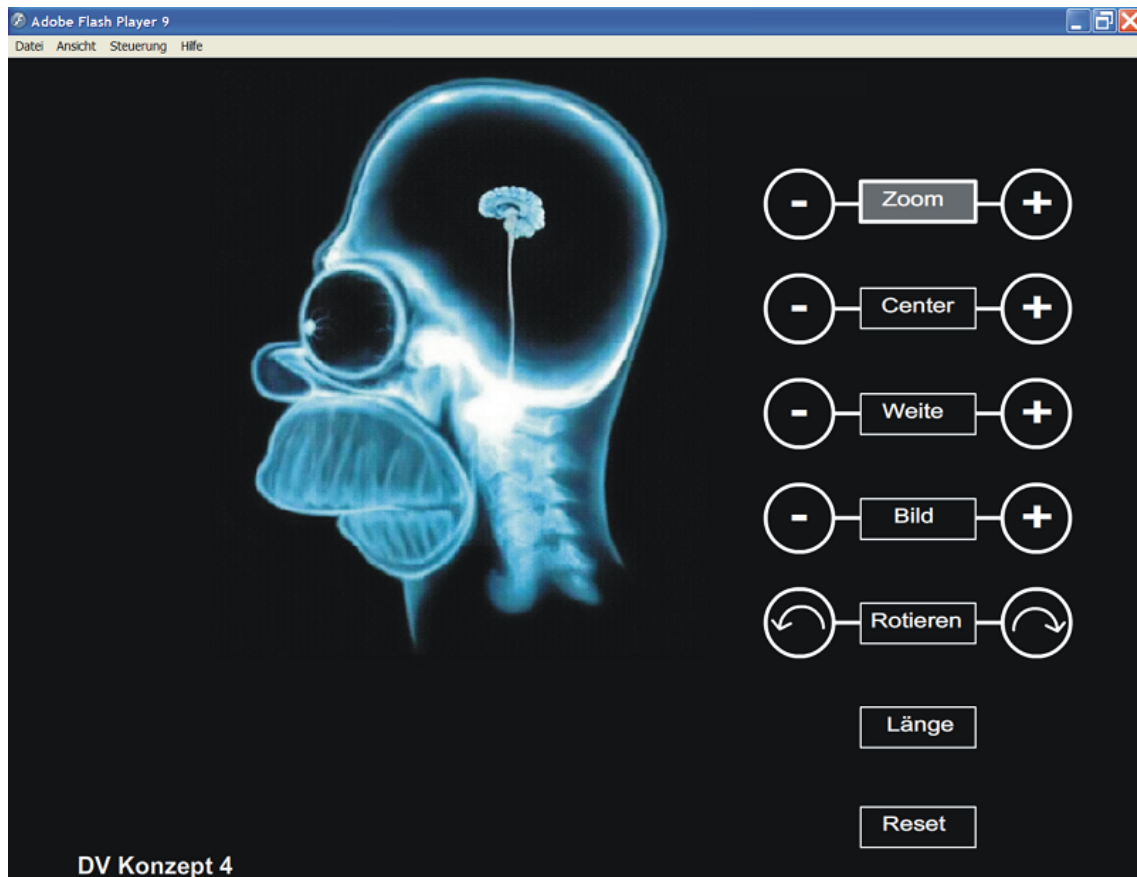 Adobe Flash Player 9
Datei Ansicht Steuerung Hilfe
- Zoom +
- Center +
- Weite +
- Bild +
Rotieren
Länge
Reset
DV Konzept 4